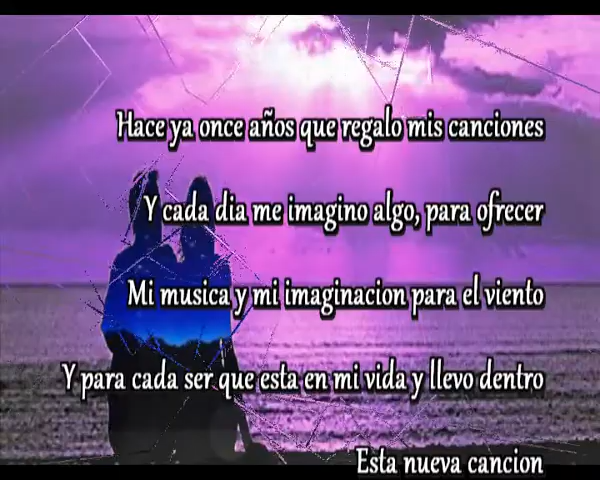 Hace ya once años que regalo mis canciones
Y cada dia me imagino algo, para ofrecer
Mi musica y mi imaginacion para el viento
Y para cada ser que esta en mi vida y llevo dentro
Esta nueva cancion